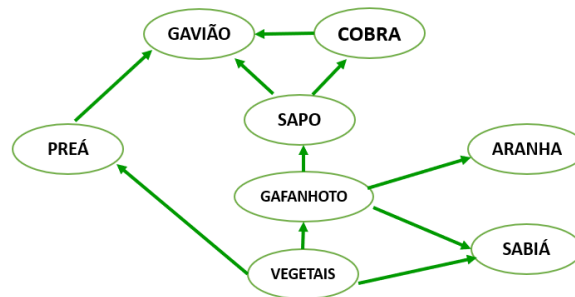 GAVIÃO
COBRA
SAPO
PREÁ
ARANHA
GAFANHOTO
SABIÁ
VEGETAIS